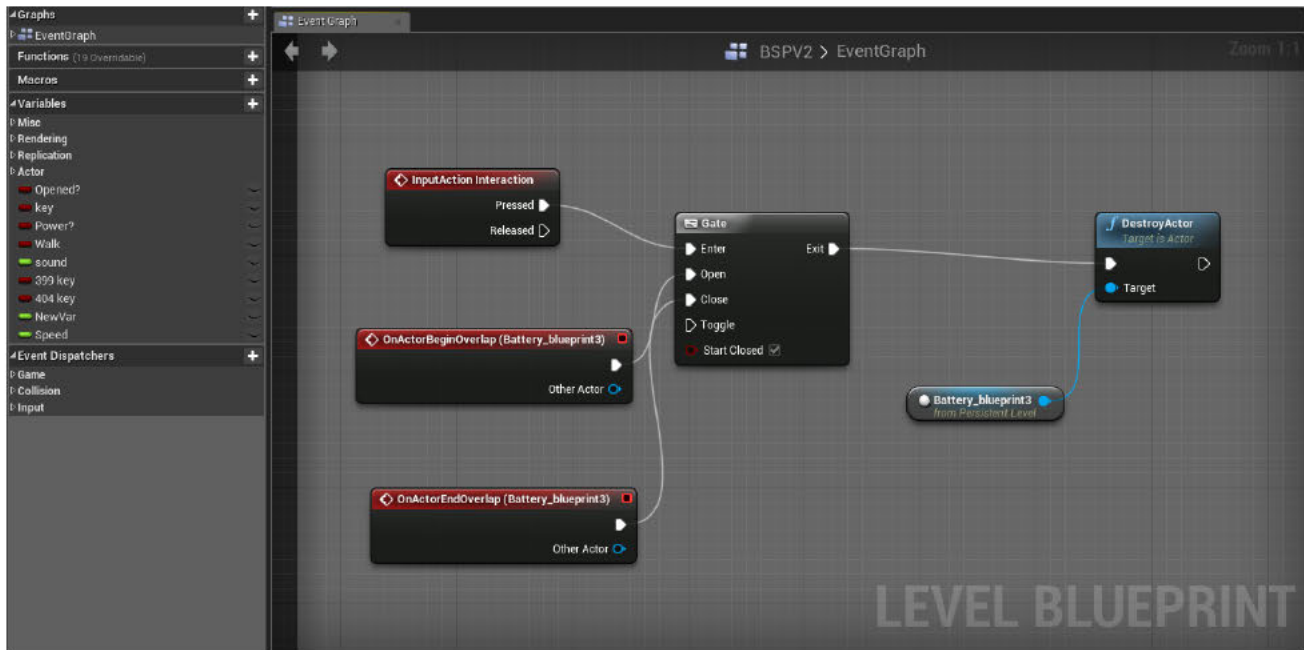 Graphs
EventGraph
Functions (19 Overridable)
Macros
Variables
Misc
Rendering
Replication
Actor
Opened?
key
Power?
Walk
sound
399 key
404 key
NewVar
Speed
Event Dispatchers
Game
Collision
Input
Event Graph
BSPV2 > EventGraph
Zoom 1:1
InputAction Interaction
Pressed
Released
Gate
Enter
Exit
Open
Close
Toggle
Start Closed
DestroyActor
Target is Actor
Target
OnActorBeginOverlap (Battery_blueprint3)
Other Actor
Battery_blueprint3
from Persistent Level
OnActorEndOverlap (Battery_blueprint3)
Other Actor
LEVEL BLUEPRINT